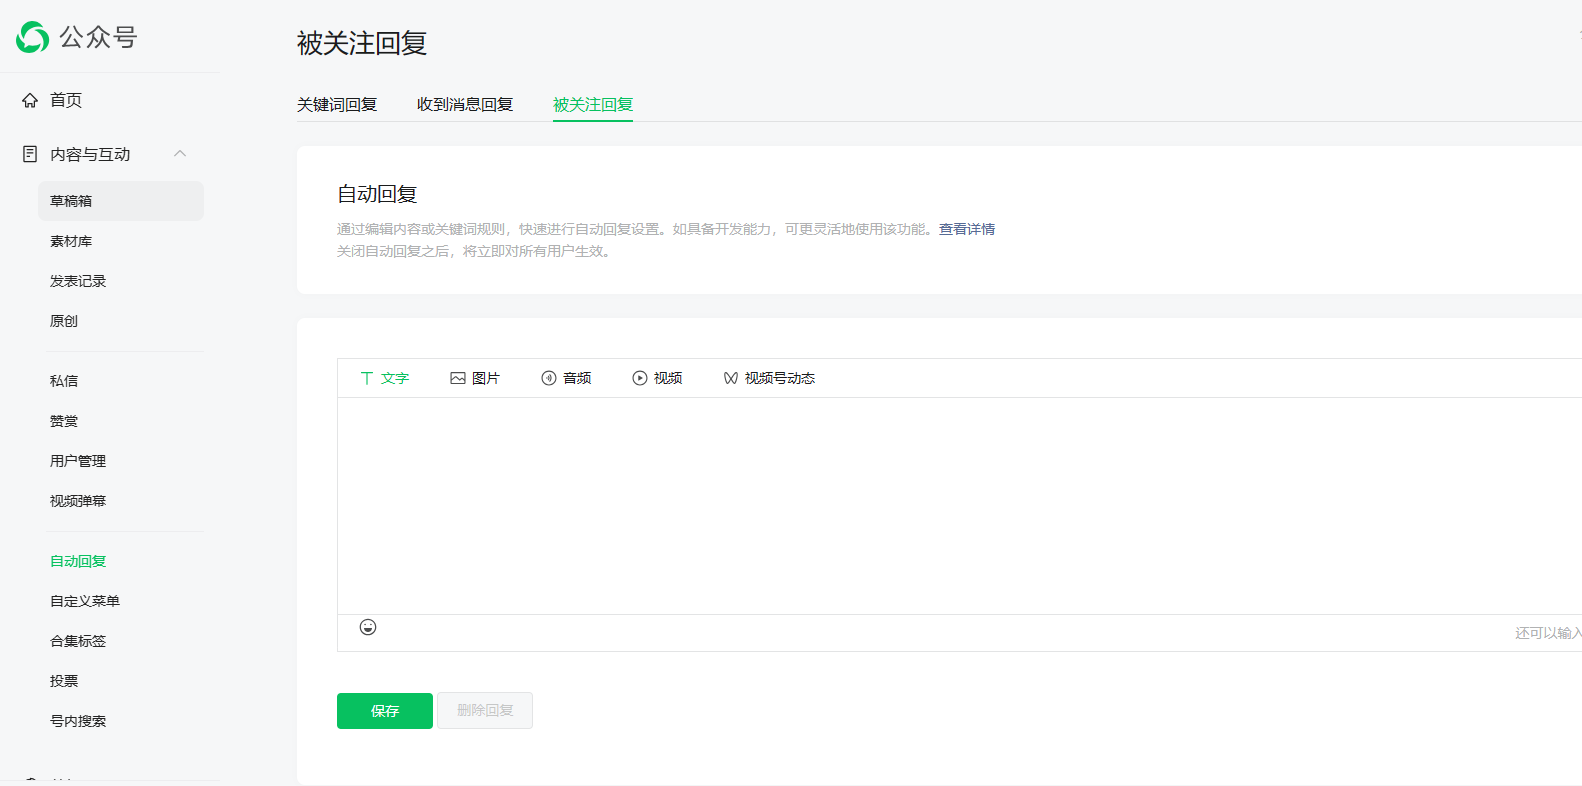 公众号
首页
内容与互动
草稿箱
素材库
发表记录
原创
私信
赞赏
用户管理
视频弹幕
自动回复
自定义菜单
合集标签
投票
号内搜索
被关注回复
关键词回复 收到消息回复 被关注回复
自动回复
通过编辑内容或关键词规则，快速进行自动回复设置。如具备开发能力，可更灵活地使用该功能。查看详情
关闭自动回复之后，将立即对所有用户生效。
文字 图片 音频 视频 视频号动态
还可以输入
保存 删除回复